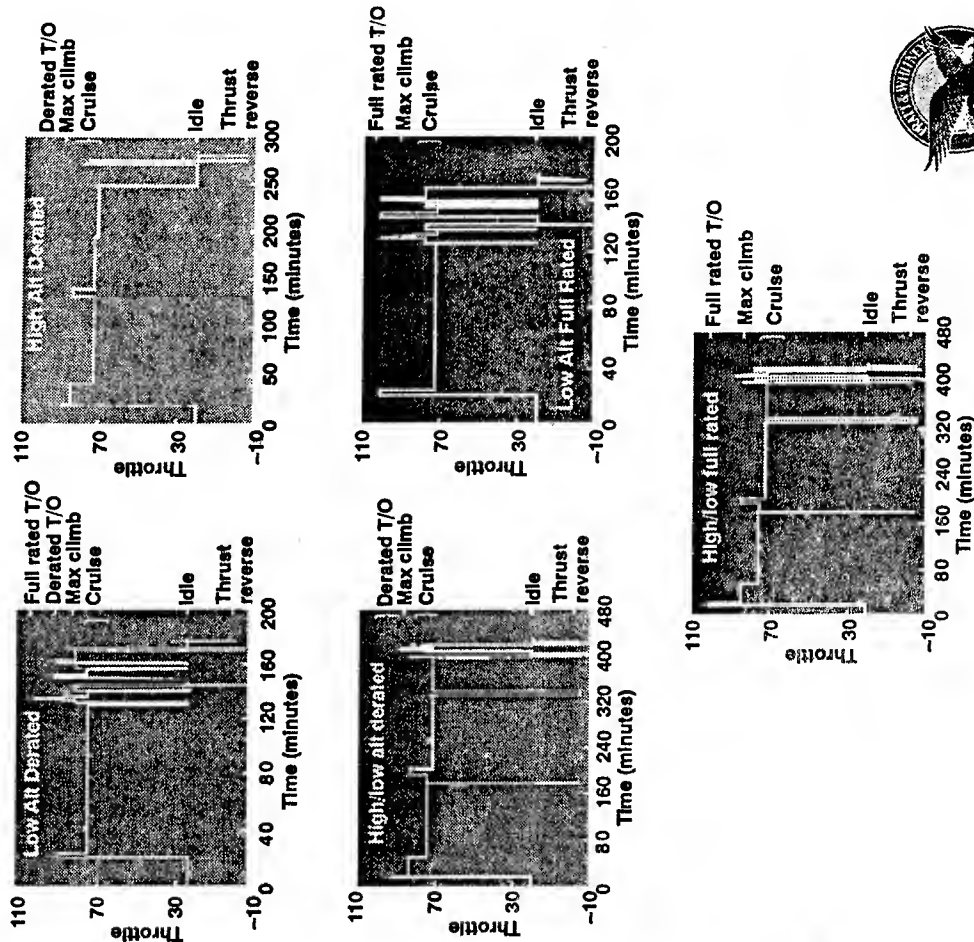 Low Alt Derated
Throttle
110
70
30
-10
0
40
80
120
160
200
Time (minutes)
Full rated T/O
Derated T/O
Max climb
Cruise
Idle
Thrust
reverse
High Alt Derated
Throttle
110
70
30
-10
0
50
100
150
200
250
300
Time (minutes)
Derated T/O
Max climb
Cruise
Idle
Thrust
reverse
High/low alt derated
Throttle
110
70
30
-10
0
80
160
240
320
400
480
Time (minutes)
Derated T/O
Max climb
Cruise
Idle
Thrust
reverse
Low Alt Full Rated
Throttle
110
70
30
-10
0
40
80
120
160
200
Time (minutes)
Full rated T/O
Max climb
Cruise
Idle
Thrust
reverse
High/low full rated
Throttle
110
70
30
-10
0
80
160
240
320
400
480
Time (minutes)
Full rated T/O
Max climb
Cruise
Idle
Thrust
reverse